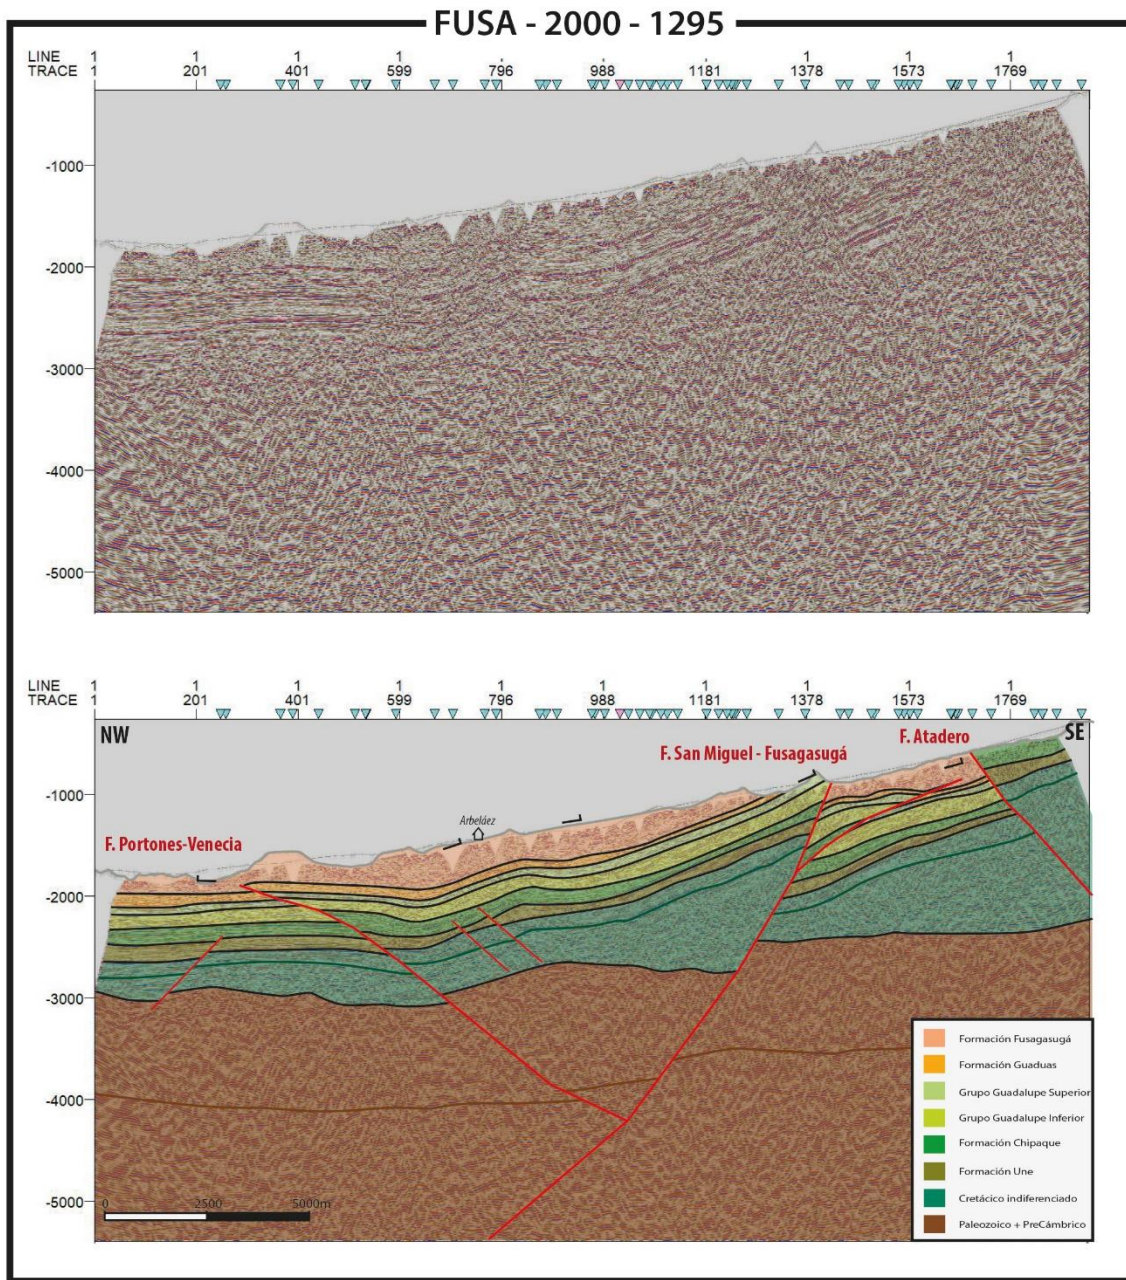 FUSA - 2000 - 1295
LINE 1 1 1 1 1 1 1 1 1
TRACE 1 201 401 599 796 988 1181 1378 1573 1769
-1000
-2000
-3000
-4000
-5000
LINE 1 1 1 1 1 1 1 1 1
TRACE 1 201 401 599 796 988 1181 1378 1573 1769
NW
SE
F. San Miguel - Fusagasugá
F. Atadero
-1000
Arbeláez
F. Portones-Venecia
-2000
-3000
Formación Fusagasugá
Formación Guaduas
Grupo Guadalupe Superior
-4000
Grupo Guadalupe Inferior
Formación Chipaque
Formación Une
-5000
0 2500 5000m
Cretácico indiferenciado
Paleozoico + PreCámbrico